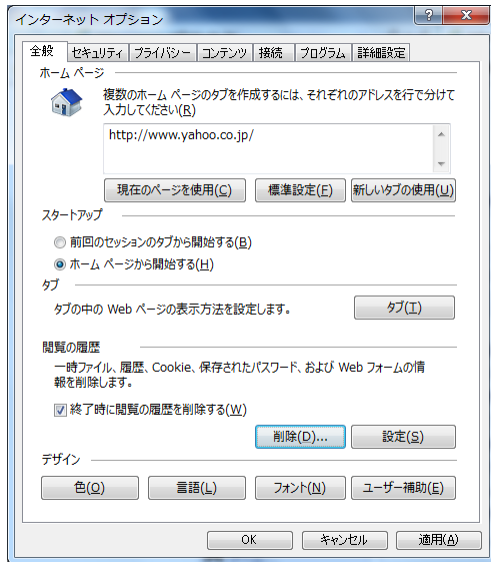 インターネット オプション
全般 セキュリティ プライバシー コンテンツ 接続 プログラム 詳細設定
ホーム ページ
複数のホーム ページのタブを作成するには、それぞれのアドレスを行で分けて
入力してください(R)
http://www.yahoo.co.jp/
現在のページを使用(C) 標準設定(F) 新しいタブの使用(U)
スタートアップ
前回のセッションのタブから開始する(B)
ホーム ページから開始する(H)
タブ
タブの中の Web ページの表示方法を設定します。 タブ(T)
閲覧の履歴
一時ファイル、履歴、Cookie、保存されたパスワード、および Web フォームの情
報を削除します。
終了時に閲覧の履歴を削除する(W)
削除(D)... 設定(S)
デザイン
色(O) 言語(L) フォント(N) ユーザー補助(E)
OK キャンセル 適用(A)